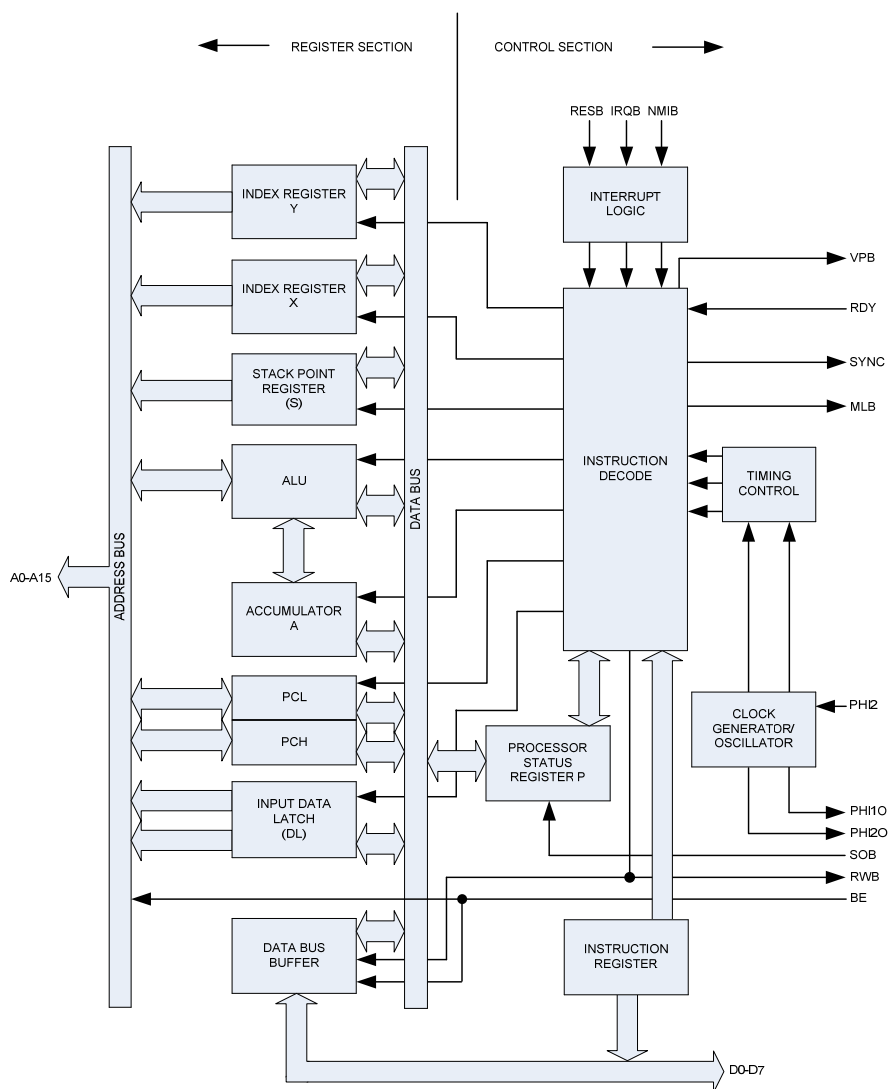 REGISTER SECTION
CONTROL SECTION
RESB IRQB NMIB
INTERRUPT
LOGIC
INDEX REGISTER
Y
INDEX REGISTER
X
STACK POINT
REGISTER
(S)
ALU
ACCUMULATOR
A
PCL
PCH
INPUT DATA
LATCH
(DL)
DATA BUS
BUFFER
ADDRESS BUS
DATA BUS
A0-A15
INSTRUCTION
DECODE
TIMING
CONTROL
CLOCK
GENERATOR/
OSCILLATOR
PROCESSOR
STATUS
REGISTER P
INSTRUCTION
REGISTER
VPB
RDY
SYNC
MLB
PHI2
PHI1O
PHI2O
SOB
RWB
BE
D0-D7